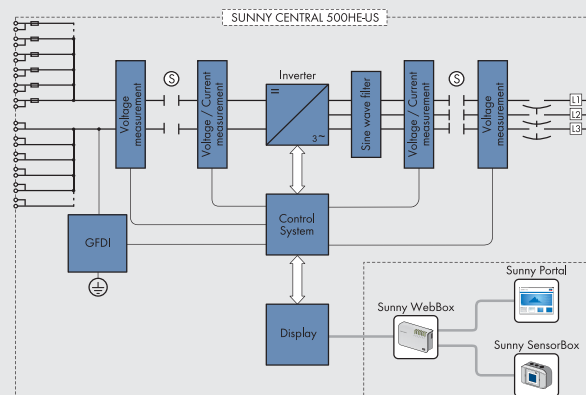 SUNNY CENTRAL 500HE-US
Voltage
measurement
S
Voltage / Current
measurement
Inverter
=
3~
Sine wave filter
Voltage / Current
measurement
S
Voltage
measurement
L1
L2
L3
GFDI
Control
System
Display
Sunny WebBox
Sunny Portal
Sunny SensorBox